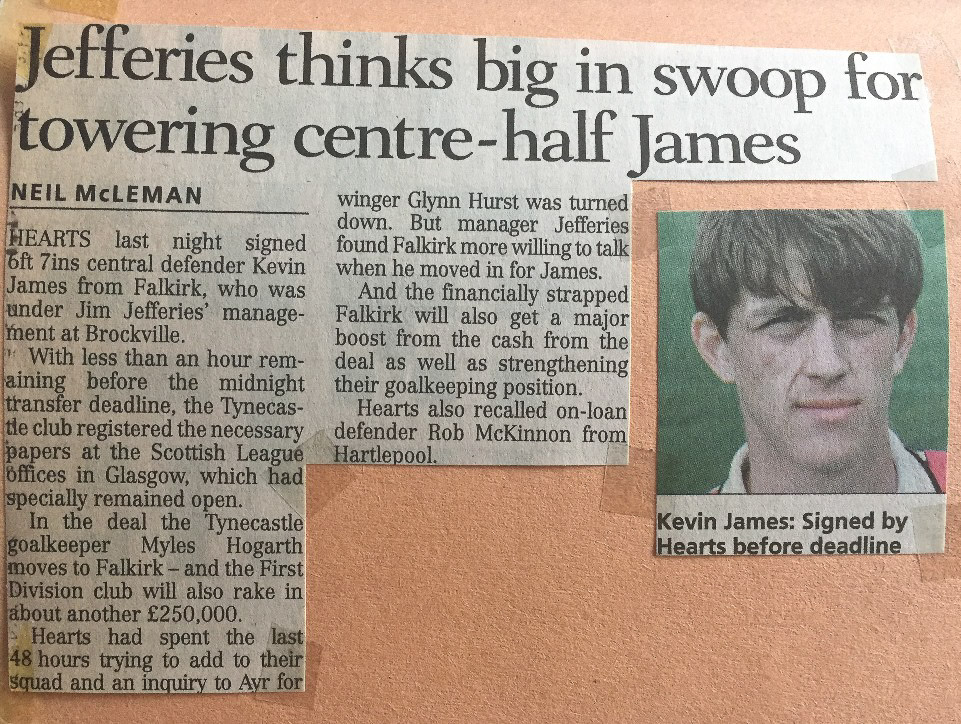 Jefferies thinks big in swoop for
towering centre-half James
NEIL McLEMAN
HEARTS last night signed
6ft 7ins central defender Kevin
James from Falkirk, who was
under Jim Jefferies' manage-
ment at Brockville.
With less than an hour rem-
aining before the midnight
transfer deadline, the Tynecas-
tle club registered the necessary
papers at the Scottish League
offices in Glasgow, which had
specially remained open.
In the deal the Tynecastle
goalkeeper Myles Hogarth
moves to Falkirk – and the First
Division club will also rake in
about another £250,000.
Hearts had spent the last
48 hours trying to add to their
squad and an inquiry to Ayr for
winger Glynn Hurst was turned
down. But manager Jefferies
found Falkirk more willing to talk
when he moved in for James.
And the financially strapped
Falkirk will also get a major
boost from the cash from the
deal as well as strengthening
their goalkeeping position.
Hearts also recalled on-loan
defender Rob McKinnon from
Hartlepool.
Kevin James: Signed by
Hearts before deadline